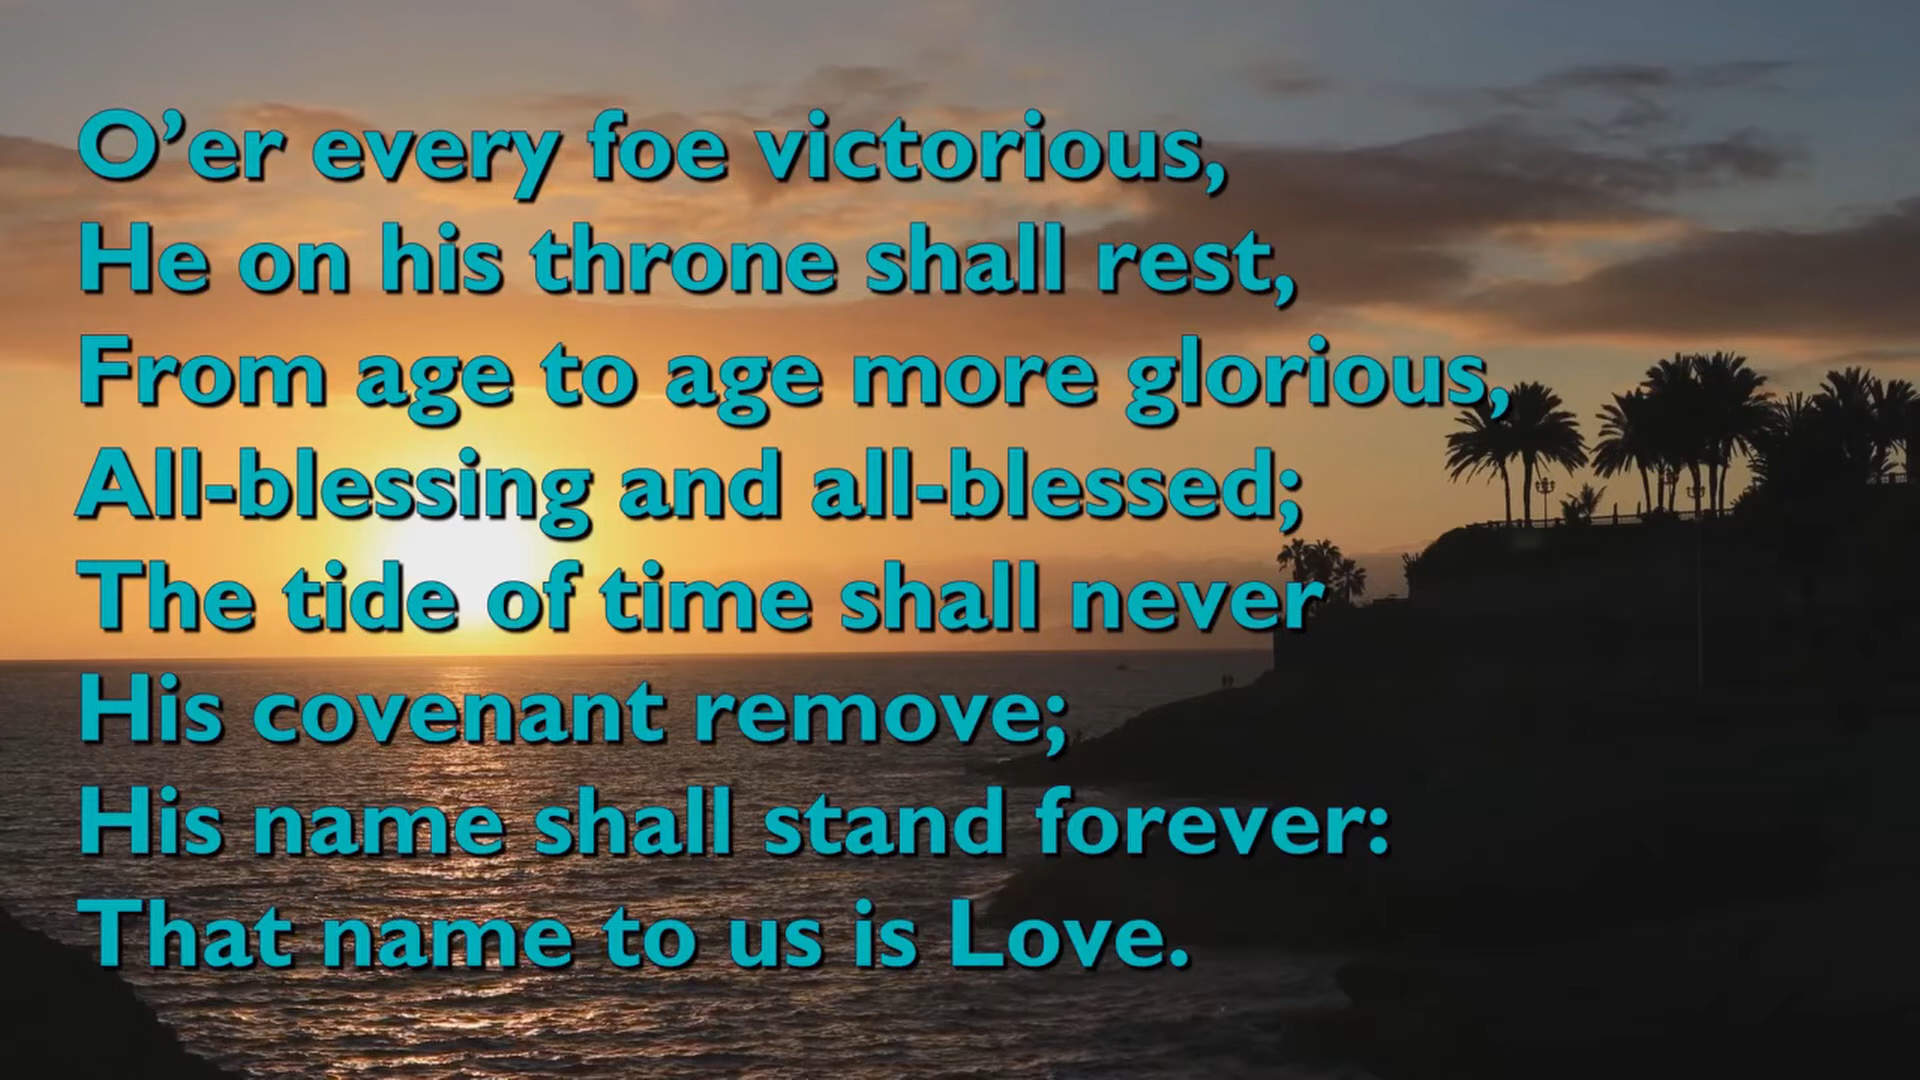 O’er every foe victorious,
He on his throne shall rest,
From age to age more glorious,
All-blessing and all-blessed;
The tide of time shall never
His covenant remove;
His name shall stand forever:
That name to us is Love.